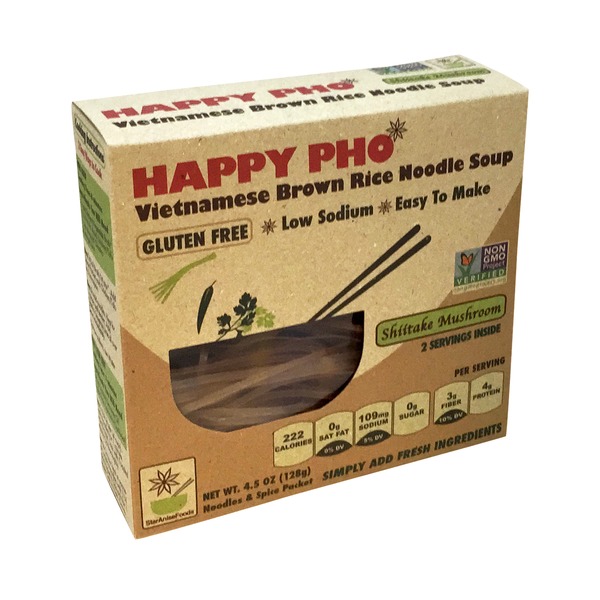 HAPPY PHO
Vietnamese Brown Rice Noodle Soup
Shiitake Mushroom
HAPPY PHO
Vietnamese Brown Rice Noodle Soup
Low Sodium Easy To Make
GLUTEN FREE
NON
GMO
Project
VERIFIED
Shiitake Mushroom
2 SERVINGS INSIDE
PER SERVING
222
CALORIES
0g
SAT FAT
0% DV
109mg
SODIUM
5% DV
0g
SUGAR
3g
FIBER
10% DV
4g
PROTEIN
SIMPLY ADD FRESH INGREDIENTS
NET WT. 4.5 OZ (128g)
Noodles & Spice Packet
StarAniseFoods